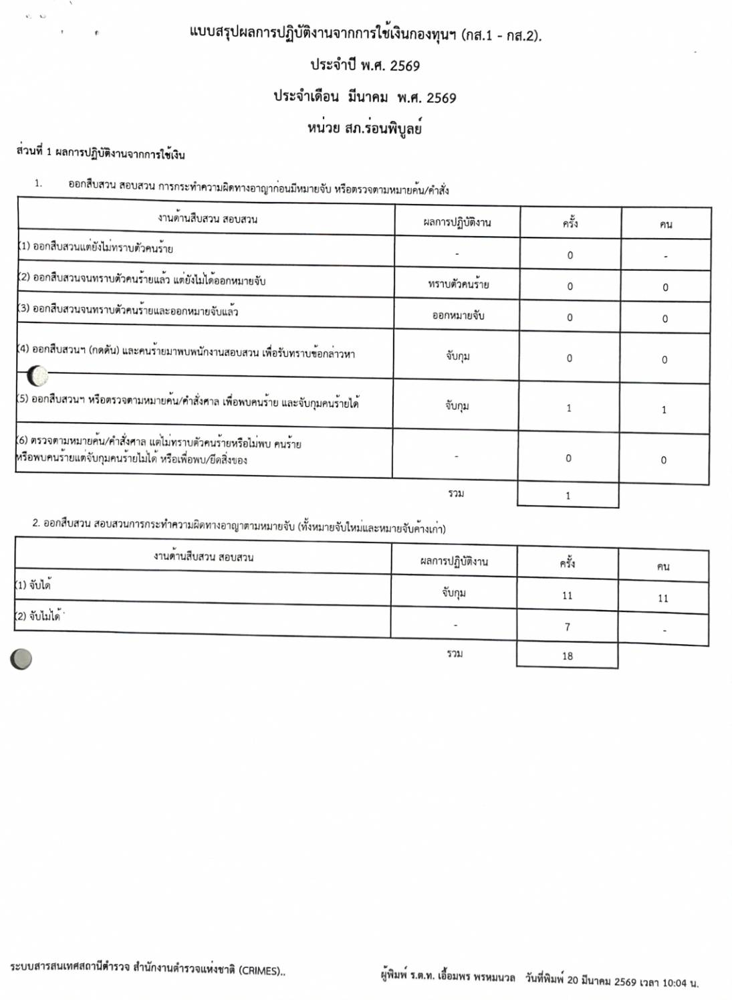 แบบสรุปผลการปฏิบัติงานจากการใช้เงินกองทุนฯ (กส.1 - กส.2).
ประจำปี พ.ศ. 2569
ประจำเดือน มีนาคม พ.ศ. 2569
หน่วย สภ.ร่อนพิบูลย์
ส่วนที่ 1 ผลการปฏิบัติงานจากการใช้เงิน
1. ออกสืบสวน สอบสวน การกระทำความผิดทางอาญาก่อนมีหมายจับ หรือตรวจตามหมายค้น/คำสั่ง
งานด้านสืบสวน สอบสวน ผลการปฏิบัติงาน ครั้ง คน
(1) ออกสืบสวนแต่ยังไม่ทราบตัวคนร้าย - 0 -
(2) ออกสืบสวนจนทราบตัวคนร้ายแล้ว แต่ยังไม่ได้ออกหมายจับ ทราบตัวคนร้าย 0 0
(3) ออกสืบสวนจนทราบตัวคนร้ายและออกหมายจับแล้ว ออกหมายจับ 0 0
(4) ออกสืบสวนฯ (กดดัน) และคนร้ายมาพบพนักงานสอบสวน เพื่อรับทราบข้อกล่าวหา จับกุม 0 0
(5) ออกสืบสวนฯ หรือตรวจตามหมายค้น/คำสั่งศาล เพื่อพบคนร้าย และจับกุมคนร้ายได้ จับกุม 1 1
(6) ตรวจตามหมายค้น/คำสั่งศาล แต่ไม่ทราบตัวคนร้ายหรือไม่พบ คนร้าย
หรือพบคนร้ายแต่จับกุมคนร้ายไม่ได้ หรือเพื่อพบ/ยึดสิ่งของ - 0 0
รวม 1
2. ออกสืบสวน สอบสวนการกระทำความผิดทางอาญาตามหมายจับ (ทั้งหมายจับใหม่และหมายจับค้างเก่า)
งานด้านสืบสวน สอบสวน ผลการปฏิบัติงาน ครั้ง คน
(1) จับได้ จับกุม 11 11
(2) จับไม่ได้ - 7 -
รวม 18
ระบบสารสนเทศสถานีตำรวจ สำนักงานตำรวจแห่งชาติ (CRIMES)..
ผู้พิมพ์ ร.ต.ท. เอื้อมพร พรหมนวล วันที่พิมพ์ 20 มีนาคม 2569 เวลา 10:04 น.